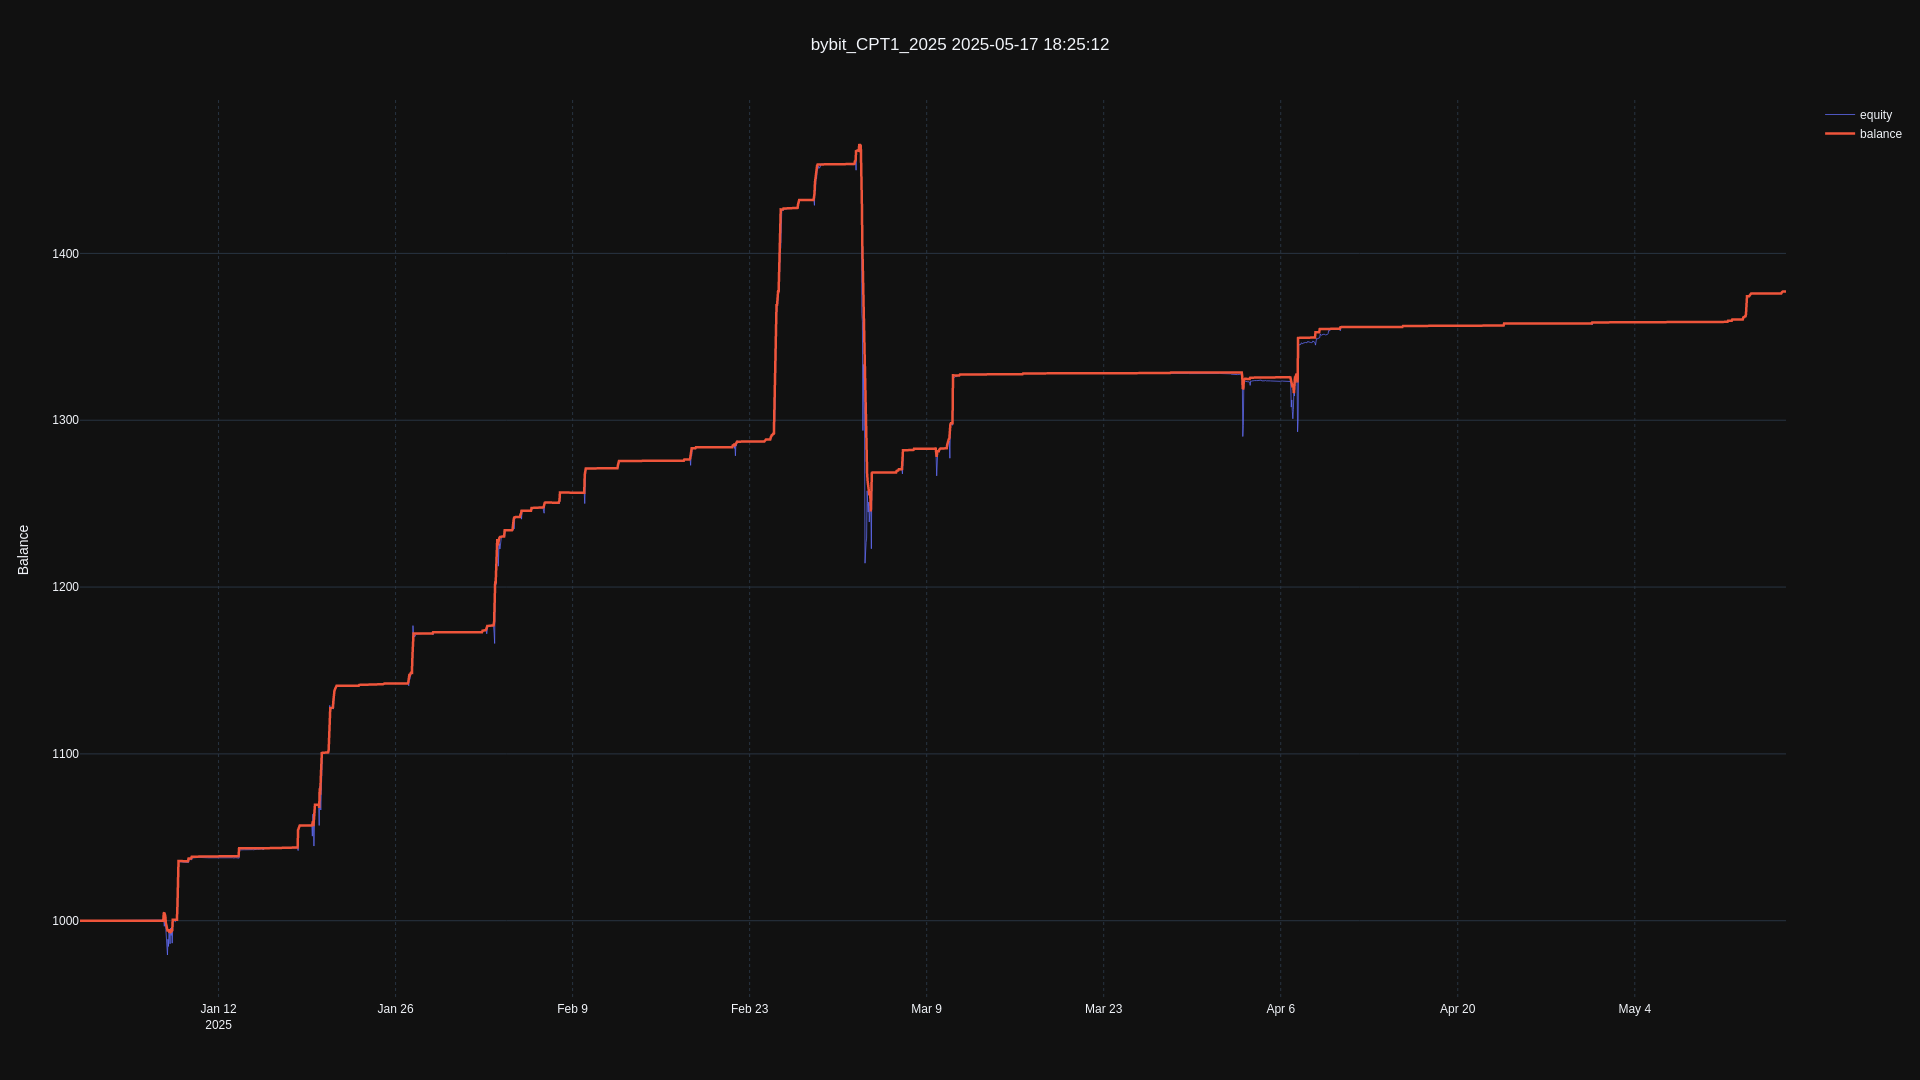 bybit_CPT1_2025 2025-05-17 18:25:12
equity
balance
Balance
1400
1300
1200
1100
1000
Jan 12
2025
Jan 26
Feb 9
Feb 23
Mar 9
Mar 23
Apr 6
Apr 20
May 4